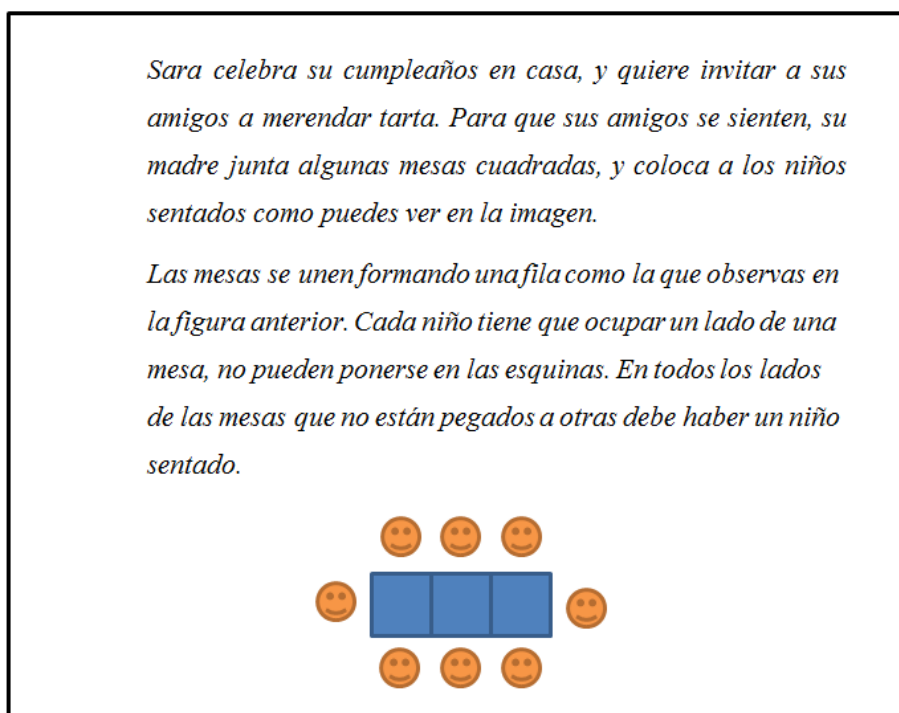 Sara celebra su cumpleaños en casa, y quiere invitar a sus
amigos a merendar tarta. Para que sus amigos se sienten, su
madre junta algunas mesas cuadradas, y coloca a los niños
sentados como puedes ver en la imagen.
Las mesas se unen formando una fila como la que observas en
la figura anterior. Cada niño tiene que ocupar un lado de una
mesa, no pueden ponerse en las esquinas. En todos los lados
de las mesas que no están pegados a otras debe haber un niño
sentado.